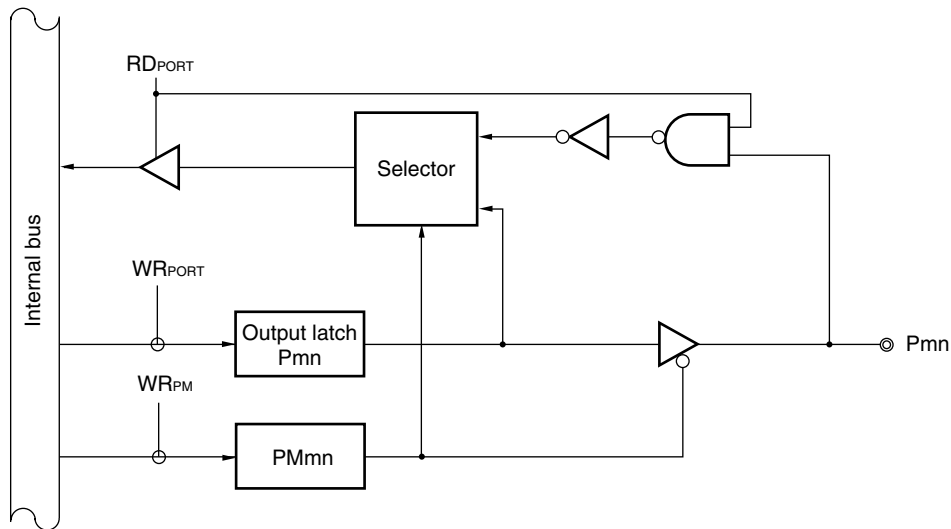 RDPORT
Selector
Internal bus
WRPORT
Output latch
Pmn
Pmn
WRPM
PMmn